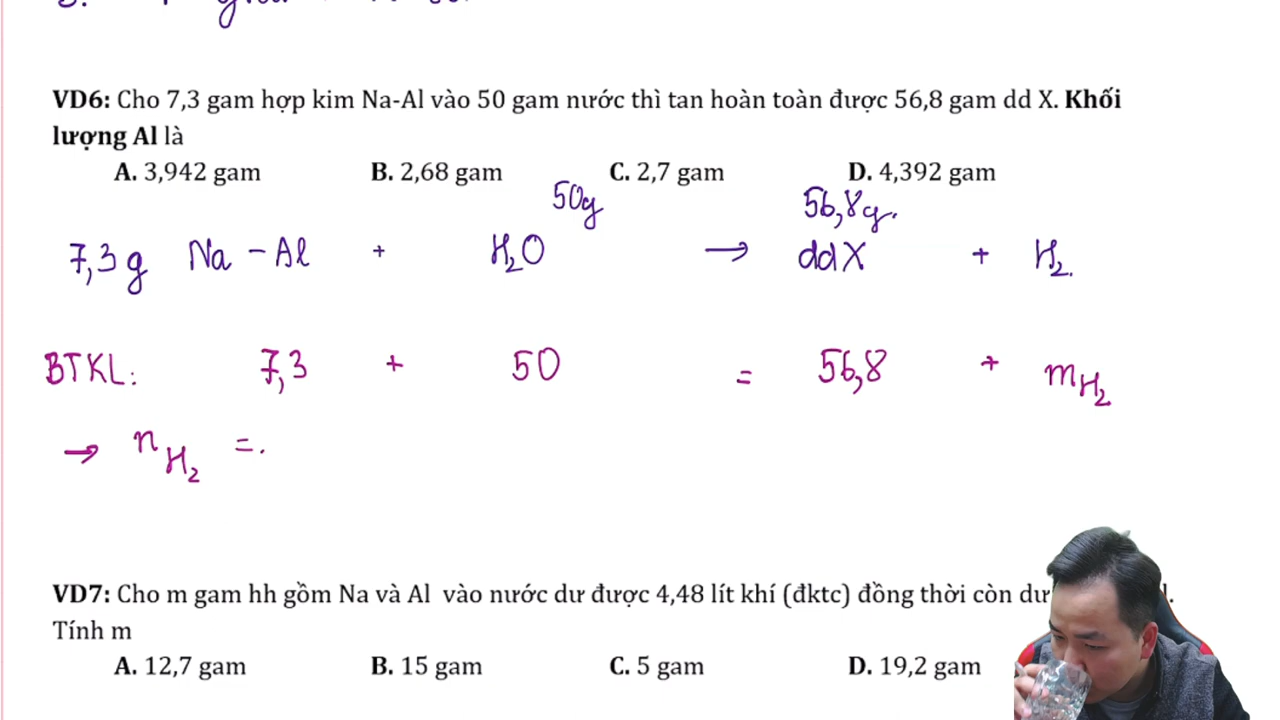 VD6: Cho 7,3 gam hợp kim Na-Al vào 50 gam nước thì tan hoàn toàn được 56,8 gam dd X. Khối
lượng Al là
A. 3,942 gam B. 2,68 gam C. 2,7 gam D. 4,392 gam
50g 56,8g.
7,3g Na - Al + H₂O → ddX + H₂.
BTKL: 7,3 + 50 = 56,8 + mH₂
→ nH₂ =.
VD7: Cho m gam hh gồm Na và Al vào nước dư được 4,48 lít khí (đktc) đồng thời còn dư
Tính m
A. 12,7 gam B. 15 gam C. 5 gam D. 19,2 gam